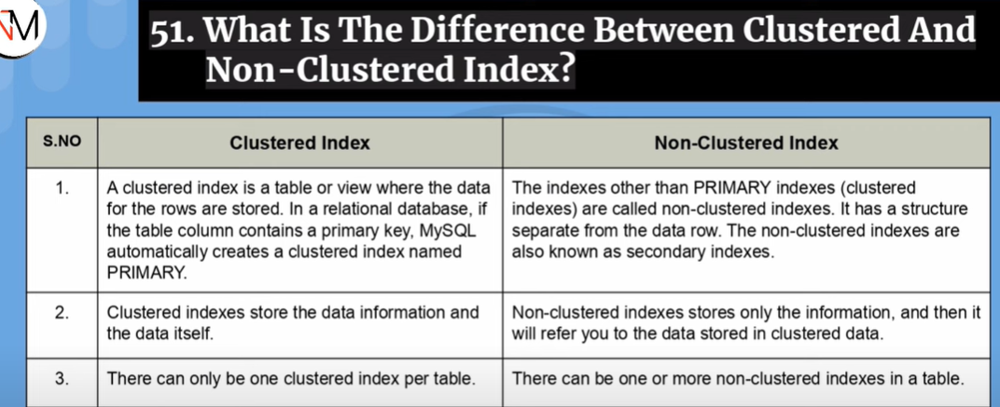 NM
51. What Is The Difference Between Clustered And
Non-Clustered Index?
S.NO
Clustered Index
Non-Clustered Index
1.
A clustered index is a table or view where the data
for the rows are stored. In a relational database, if
the table column contains a primary key, MySQL
automatically creates a clustered index named
PRIMARY.
The indexes other than PRIMARY indexes (clustered
indexes) are called non-clustered indexes. It has a structure
separate from the data row. The non-clustered indexes are
also known as secondary indexes.
2.
Clustered indexes store the data information and
the data itself.
Non-clustered indexes stores only the information, and then it
will refer you to the data stored in clustered data.
3.
There can only be one clustered index per table.
There can be one or more non-clustered indexes in a table.